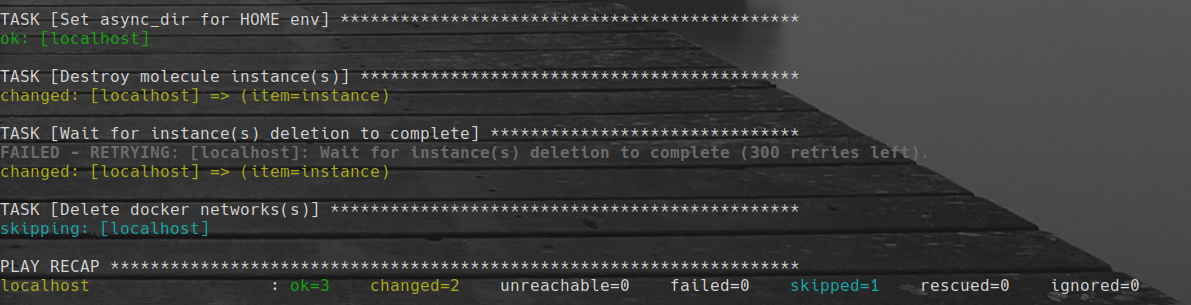 TASK [Set async_dir for HOME env] **********************************************
ok: [localhost]
TASK [Destroy molecule instance(s)] ********************************************
changed: [localhost] => (item=instance)
TASK [Wait for instance(s) deletion to complete] *******************************
FAILED - RETRYING: [localhost]: Wait for instance(s) deletion to complete (300 retries left).
changed: [localhost] => (item=instance)
TASK [Delete docker networks(s)] ***********************************************
skipping: [localhost]
PLAY RECAP *********************************************************************
localhost                  : ok=3    changed=2    unreachable=0    failed=0    skipped=1    rescued=0    ignored=0